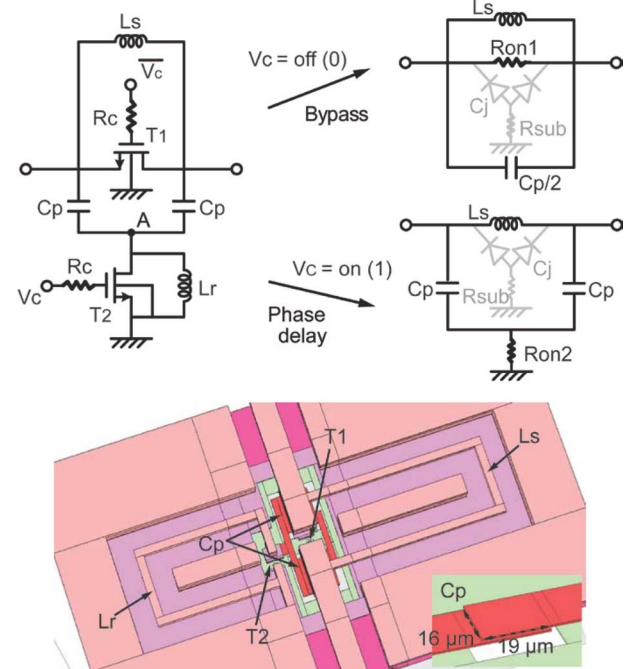 Ls
V̅c̅
Rc
T1
Cp
Cp
A
Rc
Vc
T2
Lr
Vc = off (0)
Bypass
Vc = on (1)
Phase
delay
Ls
Ron1
Cj
Rsub
Cp/2
Ls
Cp
Rsub
Cj
Cp
Ron2
T1
Ls
Cp
Lr
T2
Cp
16 μm
19 μm